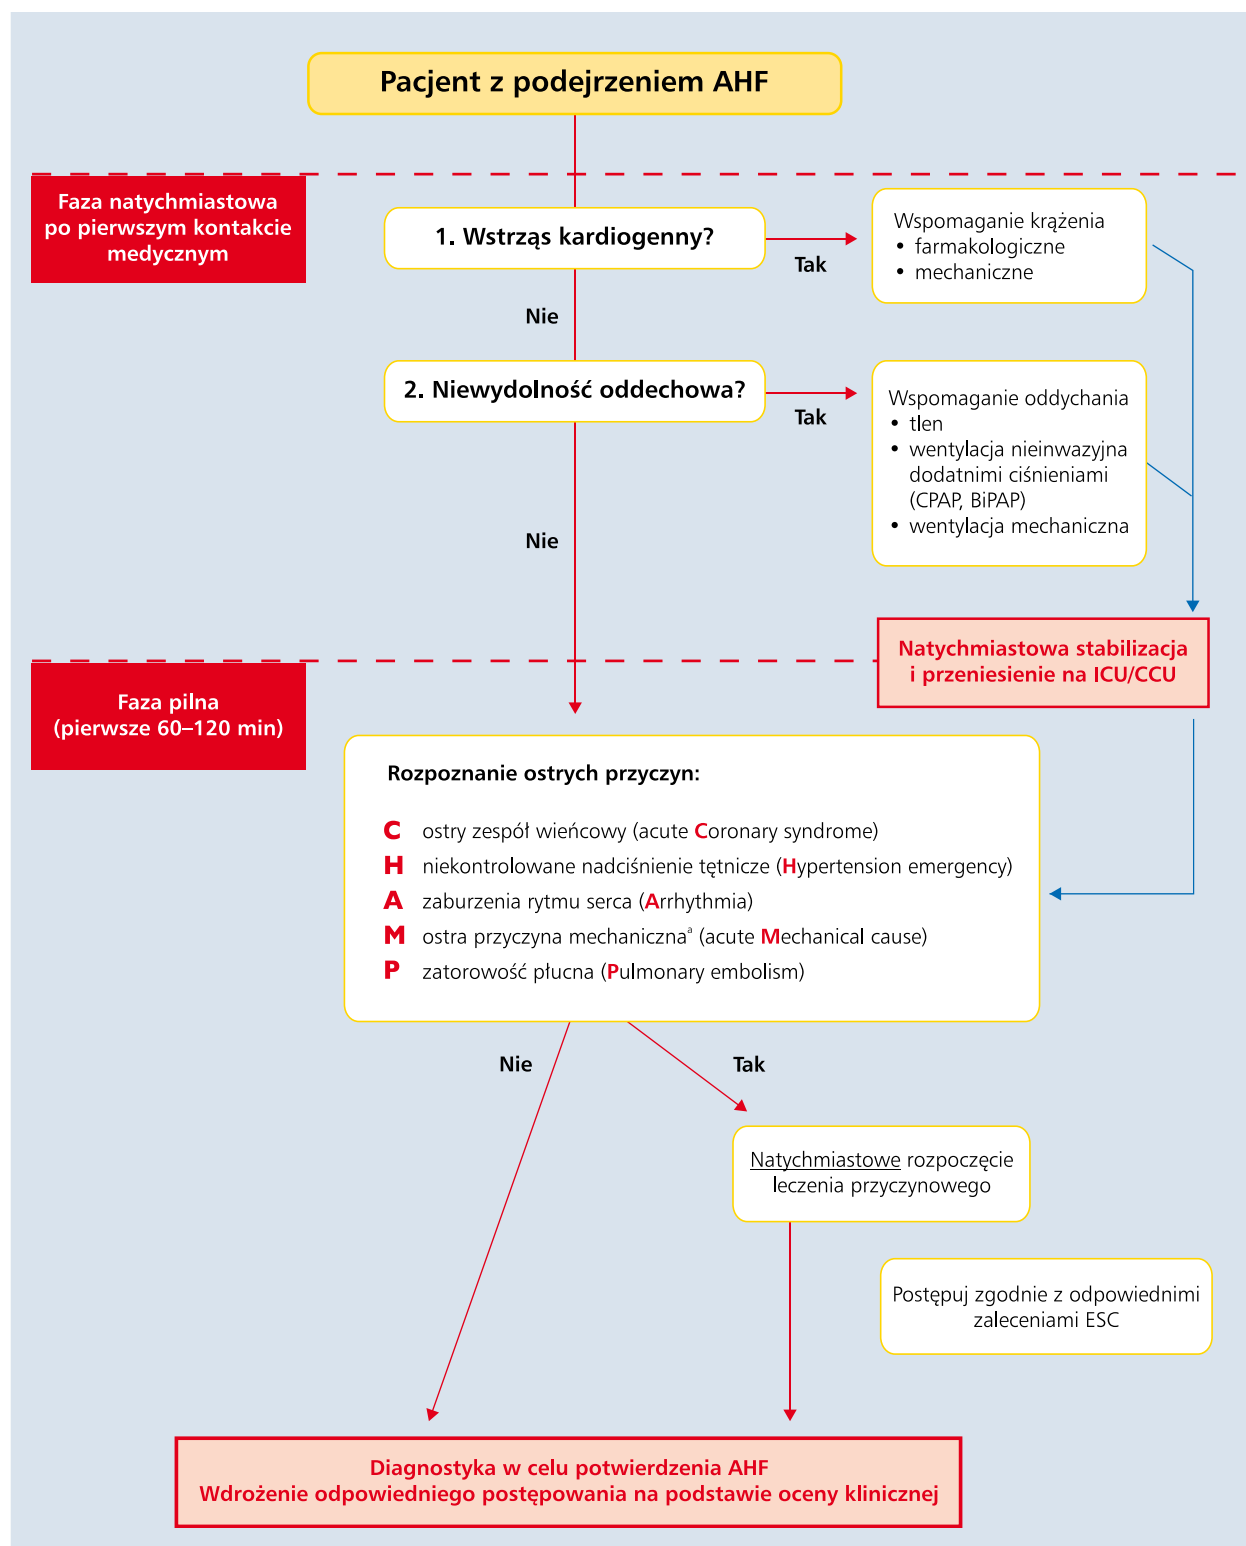 Pacjent z podejrzeniem AHF
Faza natychmiastowa
po pierwszym kontakcie
medycznym
1. Wstrząs kardiogenny?
Tak
Wspomaganie krążenia
• farmakologiczne
• mechaniczne
Nie
2. Niewydolność oddechowa?
Tak
Wspomaganie oddychania
• tlen
• wentylacja nieinwazyjna
dodatnimi ciśnieniami
(CPAP, BiPAP)
• wentylacja mechaniczna
Nie
Natychmiastowa stabilizacja
i przeniesienie na ICU/CCU
Faza pilna
(pierwsze 60–120 min)
Rozpoznanie ostrych przyczyn:
C ostry zespół wieńcowy (acute Coronary syndrome)
H niekontrolowane nadciśnienie tętnicze (Hypertension emergency)
A zaburzenia rytmu serca (Arrhythmia)
M ostra przyczyna mechanicznaª (acute Mechanical cause)
P zatorowość płucna (Pulmonary embolism)
Nie
Tak
Natychmiastowe rozpoczęcie
leczenia przyczynowego
Postępuj zgodnie z odpowiednimi
zaleceniami ESC
Diagnostyka w celu potwierdzenia AHF
Wdrożenie odpowiedniego postępowania na podstawie oceny klinicznej